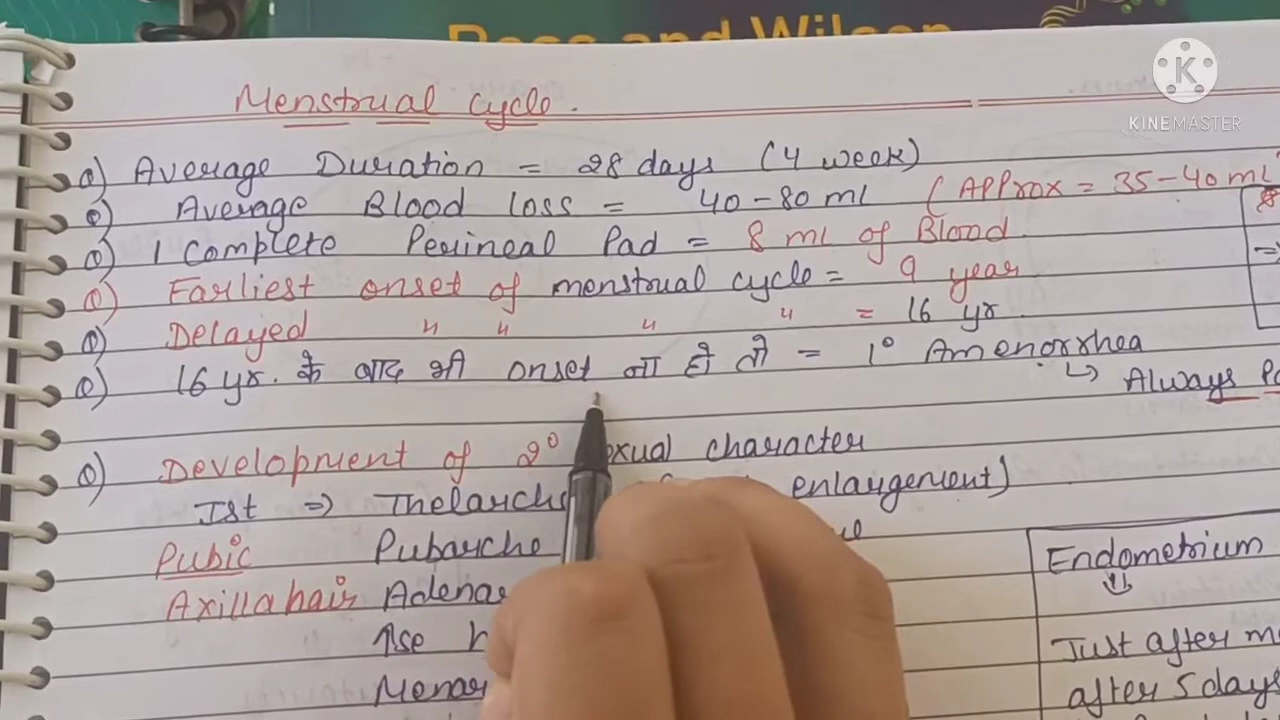 Ross and Wilson
K
KINEMASTER
Menstrual Cycle.
Average Duration = 28 days (4 week)
Average Blood loss = 40-80 ml (Approx = 35-40 ml
1 Complete Perineal Pad = 8 ml of Blood
Earliest onset of menstrual cycle = 9 year
Delayed " " " " = 16 yr
16 yr. के बाद भी onset ना हो तो = 1° Amenorrhea
↳ Always
Development of 2° sexual character
Ist ⇒ enlargement)
Pubic Pubarche
Axilla hair
Endometrium
Just after
after 5 days